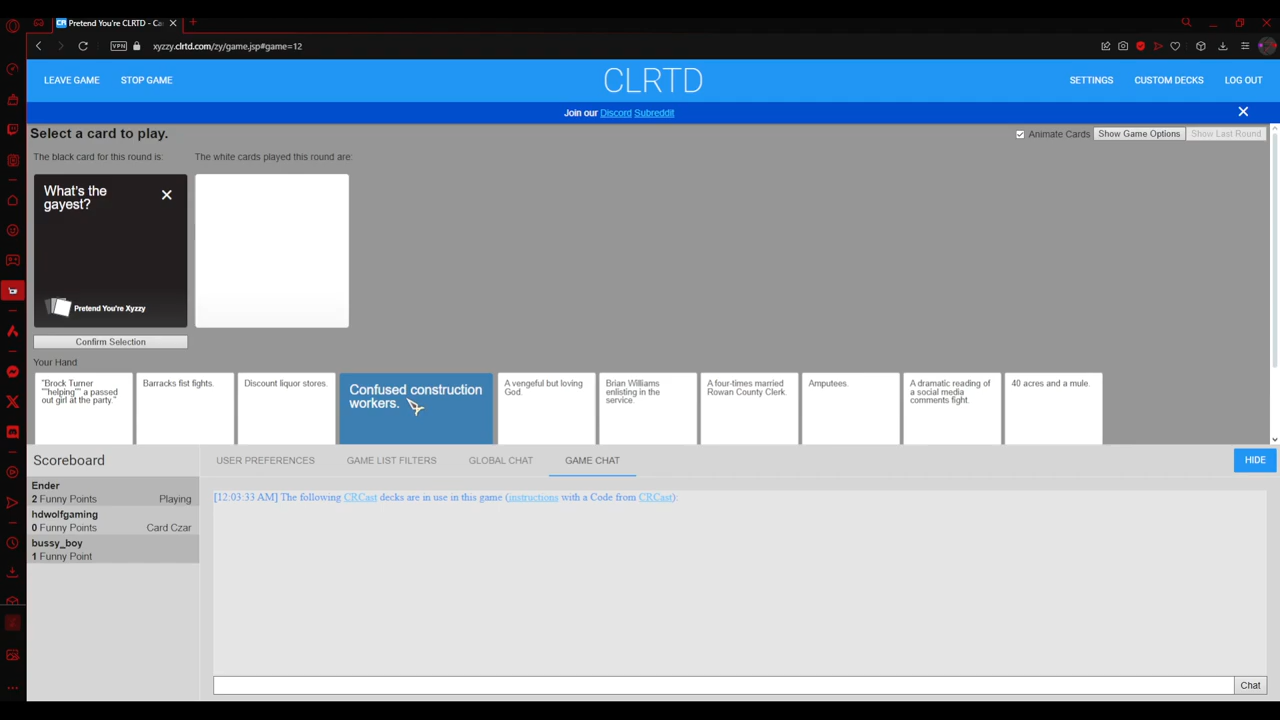 Pretend You're CLRTD - Ca
VPN
xyzzy.clrtd.com/zy/game.jsp#game=12
LEAVE GAME
STOP GAME
CLRTD
SETTINGS
CUSTOM DECKS
LOG OUT
Join our Discord Subreddit
Select a card to play.
Animate Cards
Show Game Options
Show Last Round
The black card for this round is:
The white cards played this round are:
What's the
gayest?
Pretend You're Xyzzy
Confirm Selection
Your Hand
"Brock Turner
""helping"" a passed
out girl at the party."
Barracks fist fights.
Discount liquor stores.
Confused construction
workers.
A vengeful but loving
God.
Brian Williams
enlisting in the
service.
A four-times married
Rowan County Clerk.
Amputees.
A dramatic reading of
a social media
comments fight.
40 acres and a mule.
Scoreboard
USER PREFERENCES
GAME LIST FILTERS
GLOBAL CHAT
GAME CHAT
HIDE
Ender
2 Funny Points
Playing
hdwolfgaming
0 Funny Points
Card Czar
bussy_boy
1 Funny Point
[12:03:33 AM] The following CRCast decks are in use in this game (instructions with a Code from CRCast):
Chat